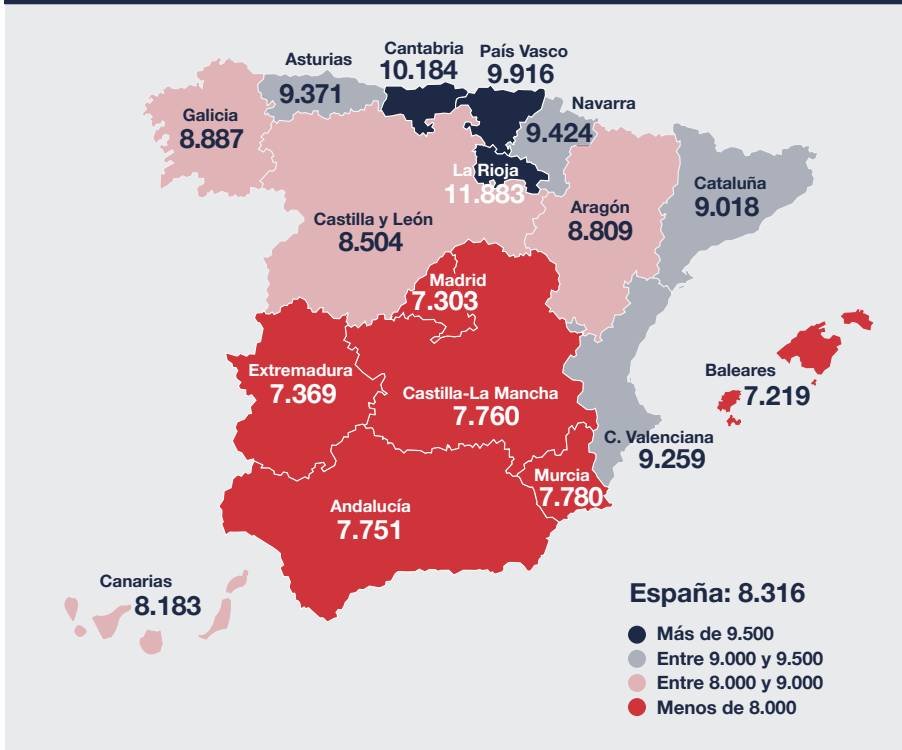 Asturias
9.371
Cantabria
10.184
País Vasco
9.916
Navarra
9.424
Galicia
8.887
La Rioja
11.883
Cataluña
9.018
Aragón
8.809
Castilla y León
8.504
Madrid
7.303
Extremadura
7.369
Castilla-La Mancha
7.760
Baleares
7.219
C. Valenciana
9.259
Murcia
7.780
Andalucía
7.751
Canarias
8.183
España: 8.316
Más de 9.500
Entre 9.000 y 9.500
Entre 8.000 y 9.000
Menos de 8.000